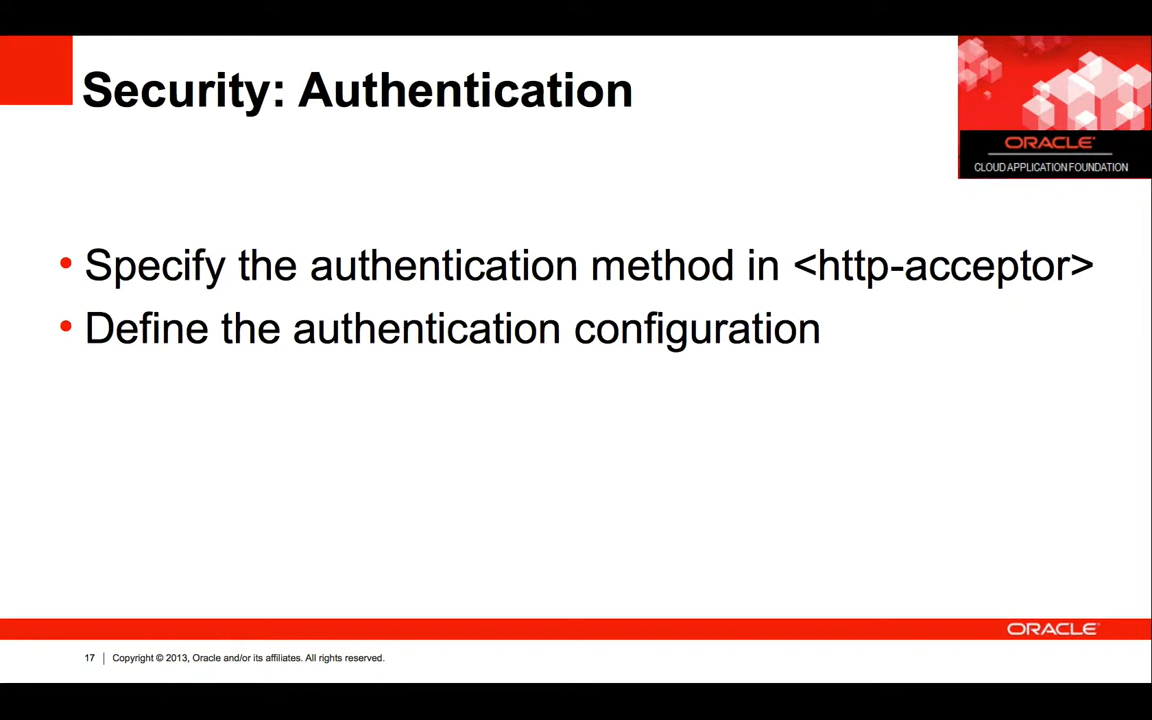 Security: Authentication
ORACLE
CLOUD APPLICATION FOUNDATION
• Specify the authentication method in <http-acceptor>
• Define the authentication configuration
ORACLE
17 | Copyright © 2013, Oracle and/or its affiliates. All rights reserved.